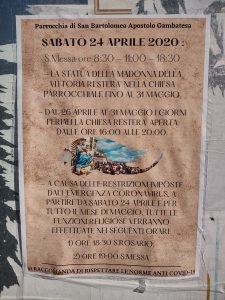 Parrocchia di San Bartolomeo Apostolo Gambatesa
SABATO 24 APRILE 2020 :
S.Messa ore 8:30 - 11:00 - 18:30
- LA STATUA DELLA MADONNA DELLA
VITTORIA RESTERÀ NELLA CHIESA
PARROCCHIALE FINO AL 31 MAGGIO.
- DAL 26 APRILE AL 31 MAGGIO I GIORNI
FERIALI LA CHIESA RESTERÀ APERTA
DALLE ORE 16:00 ALLE 20:00.
- A CAUSA DELLE RESTRIZIONI IMPOSTE
DALL'EMERGENZA CORONAVIRUS, A
PARTIRE DA SABATO 24 APRILE E PER
TUTTO IL MESE DI MAGGIO, TUTTE LE
FUNZIONI RELIGIOSE VERRANNO
EFFETTUATE NEI SEGUENTI ORARI:
1) ORE 18:30 S.ROSARIO;
2) ORE 19:00 S.MESSA
SI RACCOMANDA DI RISPETTARE LE NORME ANTI COVID-19